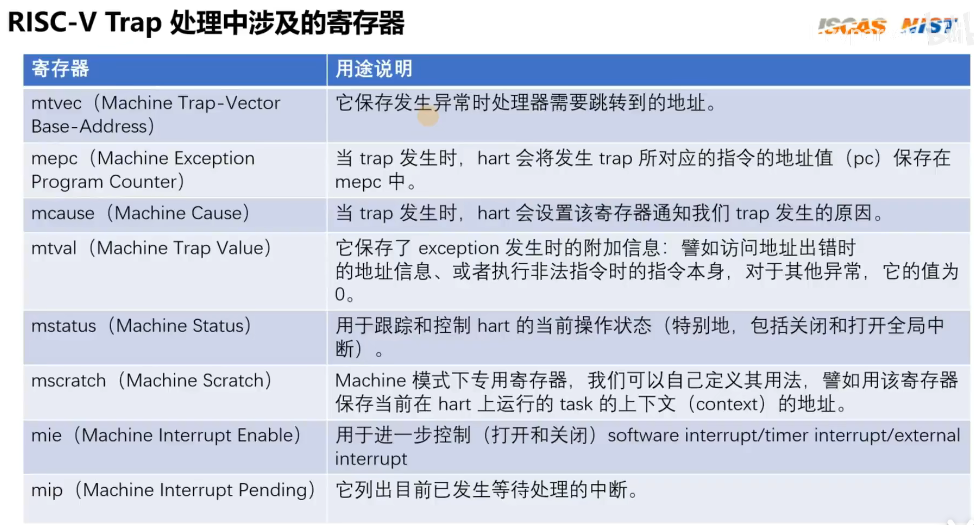 RISC-V Trap 处理中涉及的寄存器
ISCAS
寄存器
用途说明
mtvec（Machine Trap-Vector
Base-Address）
它保存发生异常时处理器需要跳转到的地址。
mepc（Machine Exception
Program Counter）
当 trap 发生时，hart 会将发生 trap 所对应的指令的地址值（pc）保存在
mepc 中。
mcause（Machine Cause）
当 trap 发生时，hart 会设置该寄存器通知我们 trap 发生的原因。
mtval（Machine Trap Value）
它保存了 exception 发生时的附加信息：譬如访问地址出错时
的地址信息、或者执行非法指令时的指令本身，对于其他异常，它的值为
0。
mstatus（Machine Status）
用于跟踪和控制 hart 的当前操作状态（特别地，包括关闭和打开全局中
断）。
mscratch（Machine Scratch）
Machine 模式下专用寄存器，我们可以自己定义其用法，譬如用该寄存器
保存当前在 hart 上运行的 task 的上下文（context）的地址。
mie（Machine Interrupt Enable）
用于进一步控制（打开和关闭）software interrupt/timer interrupt/external
interrupt
mip（Machine Interrupt Pending）
它列出目前已发生等待处理的中断。